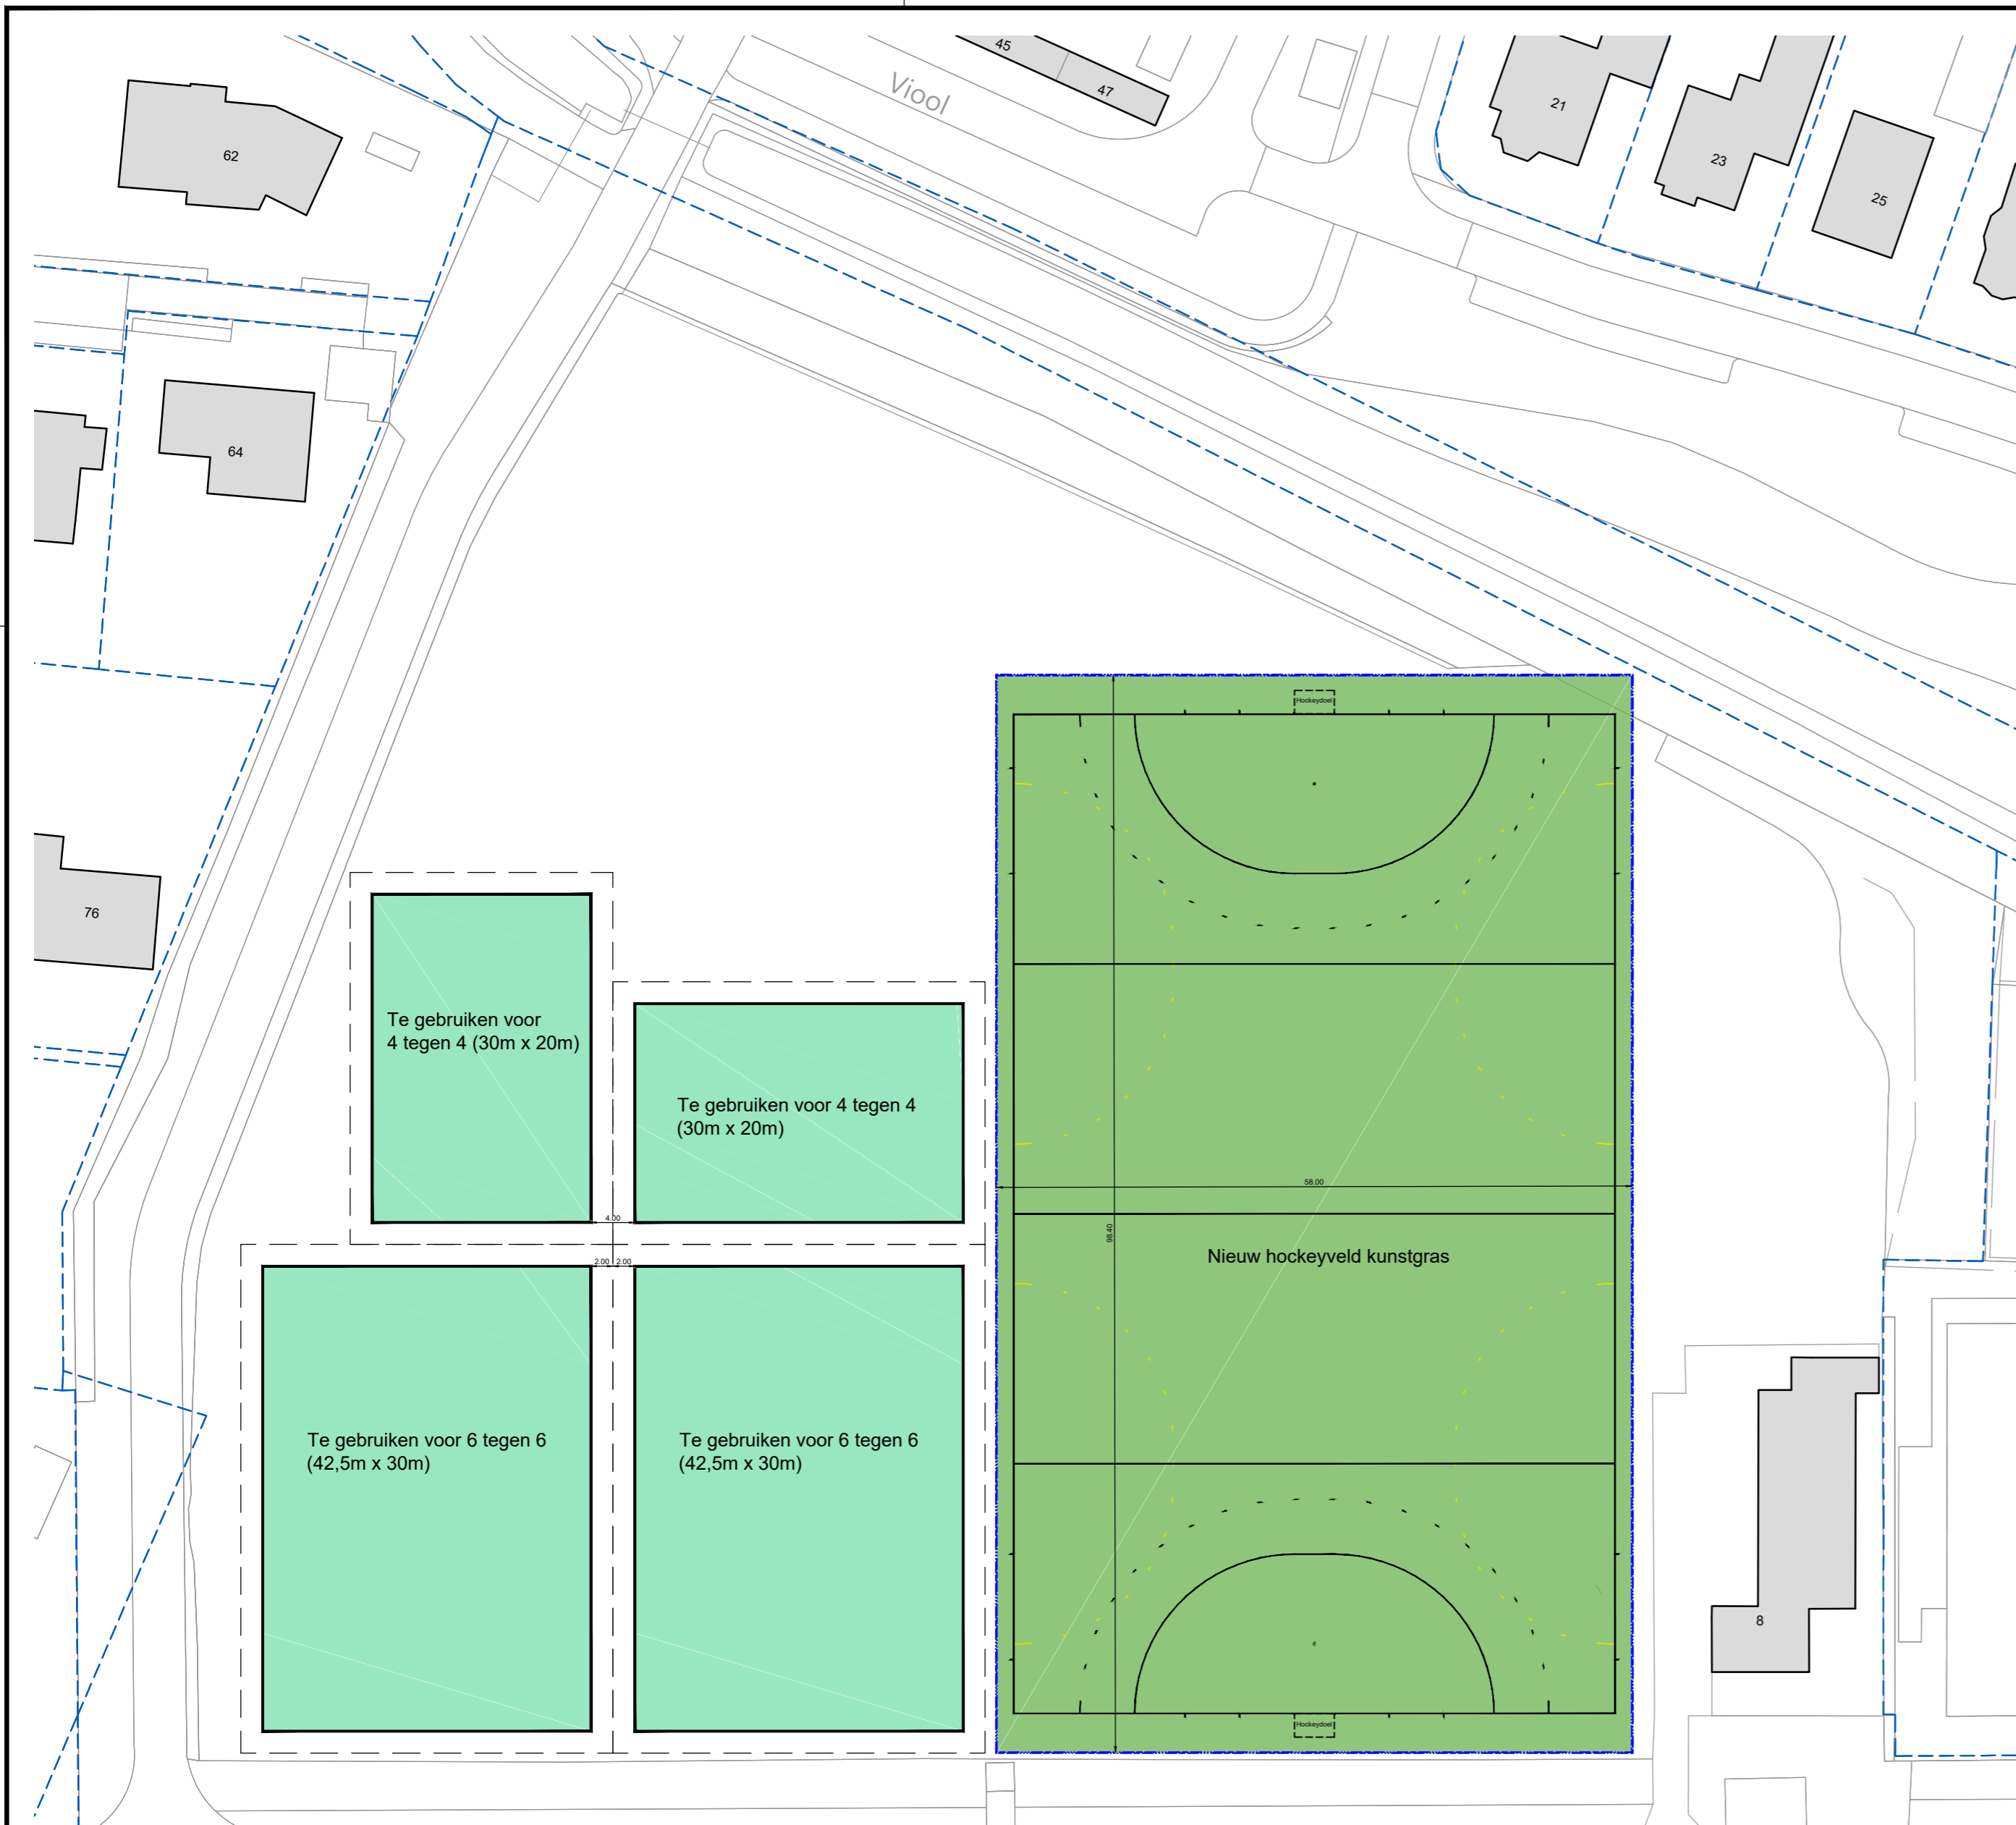 45
47
Viool
21
23
25
62
64
76
Hockeydoel
Te gebruiken voor
4 tegen 4 (30m x 20m)
Te gebruiken voor 4 tegen 4
(30m x 20m)
58.00
4.00
98.40
2.00
2.00
Nieuw hockeyveld kunstgras
Te gebruiken voor 6 tegen 6
(42,5m x 30m)
Te gebruiken voor 6 tegen 6
(42,5m x 30m)
8
Hockeydoel